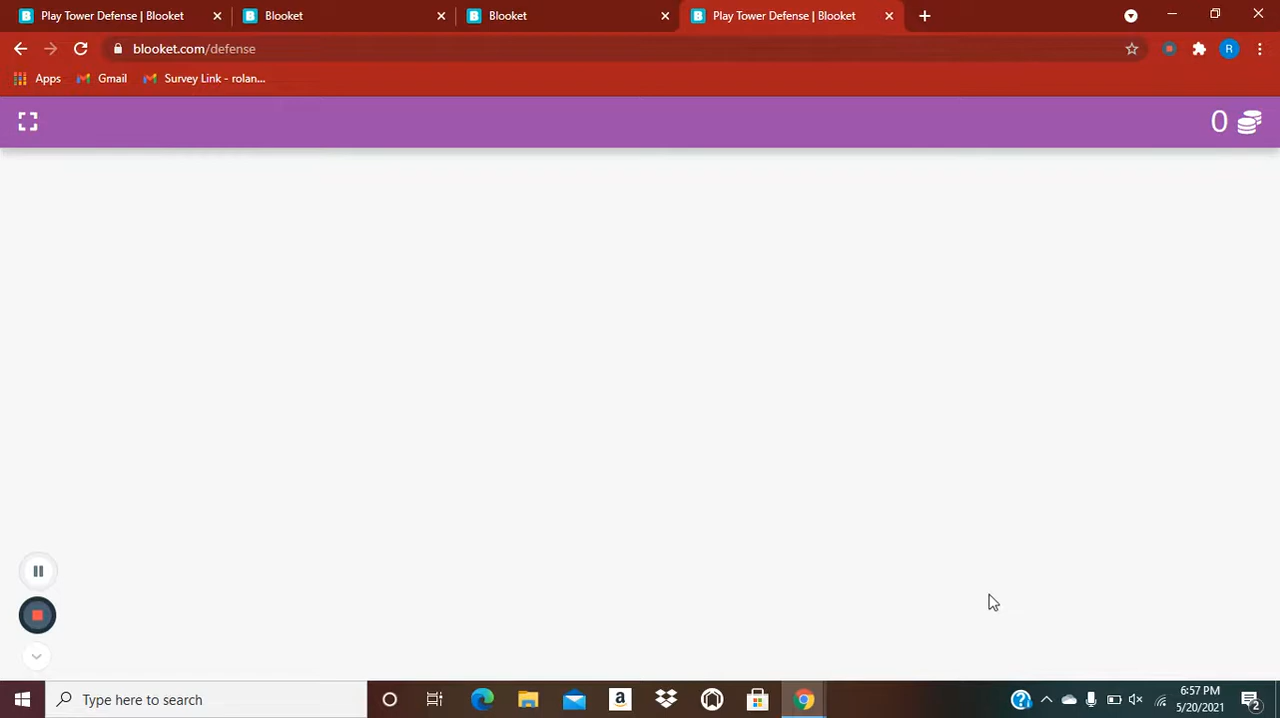 Play Tower Defense | Blooket
Blooket
Blooket
Play Tower Defense | Blooket
blooket.com/defense
R
Apps
Gmail
Survey Link - rolan...
0
Type here to search
6:57 PM
5/20/2021
2